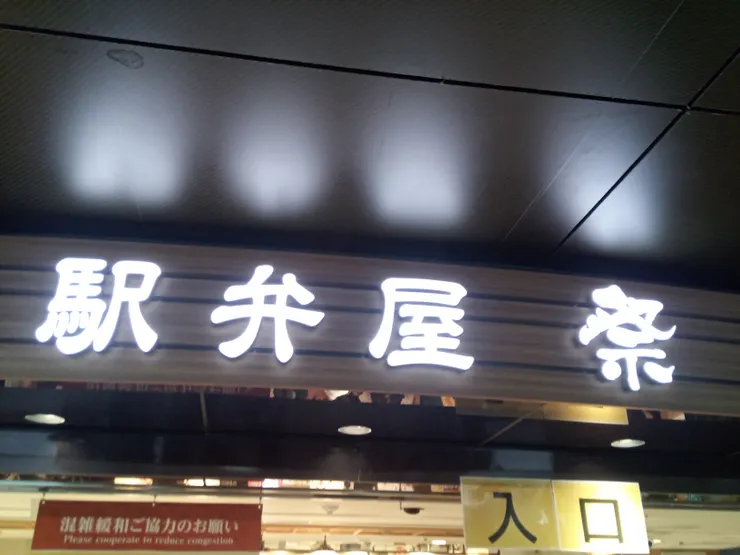 駅弁屋 祭
混雑緩和ご協力のお願い
Please cooperate to reduce congestion
入口